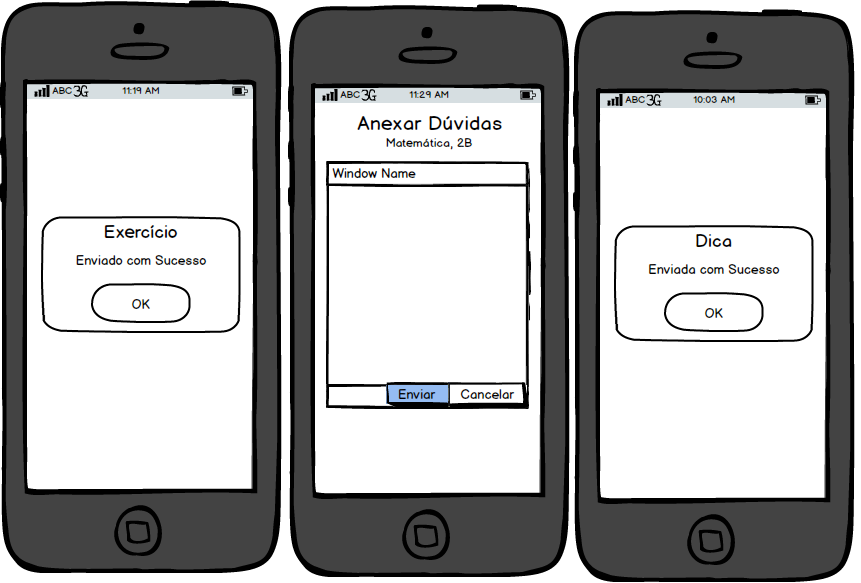 ABC 3G 11:19 AM
Exercício
Enviado com Sucesso
OK
ABC 3G 11:29 AM
Anexar Dúvidas
Matemática, 2B
Window Name
Enviar Cancelar
ABC 3G 10:03 AM
Dica
Enviada com Sucesso
OK